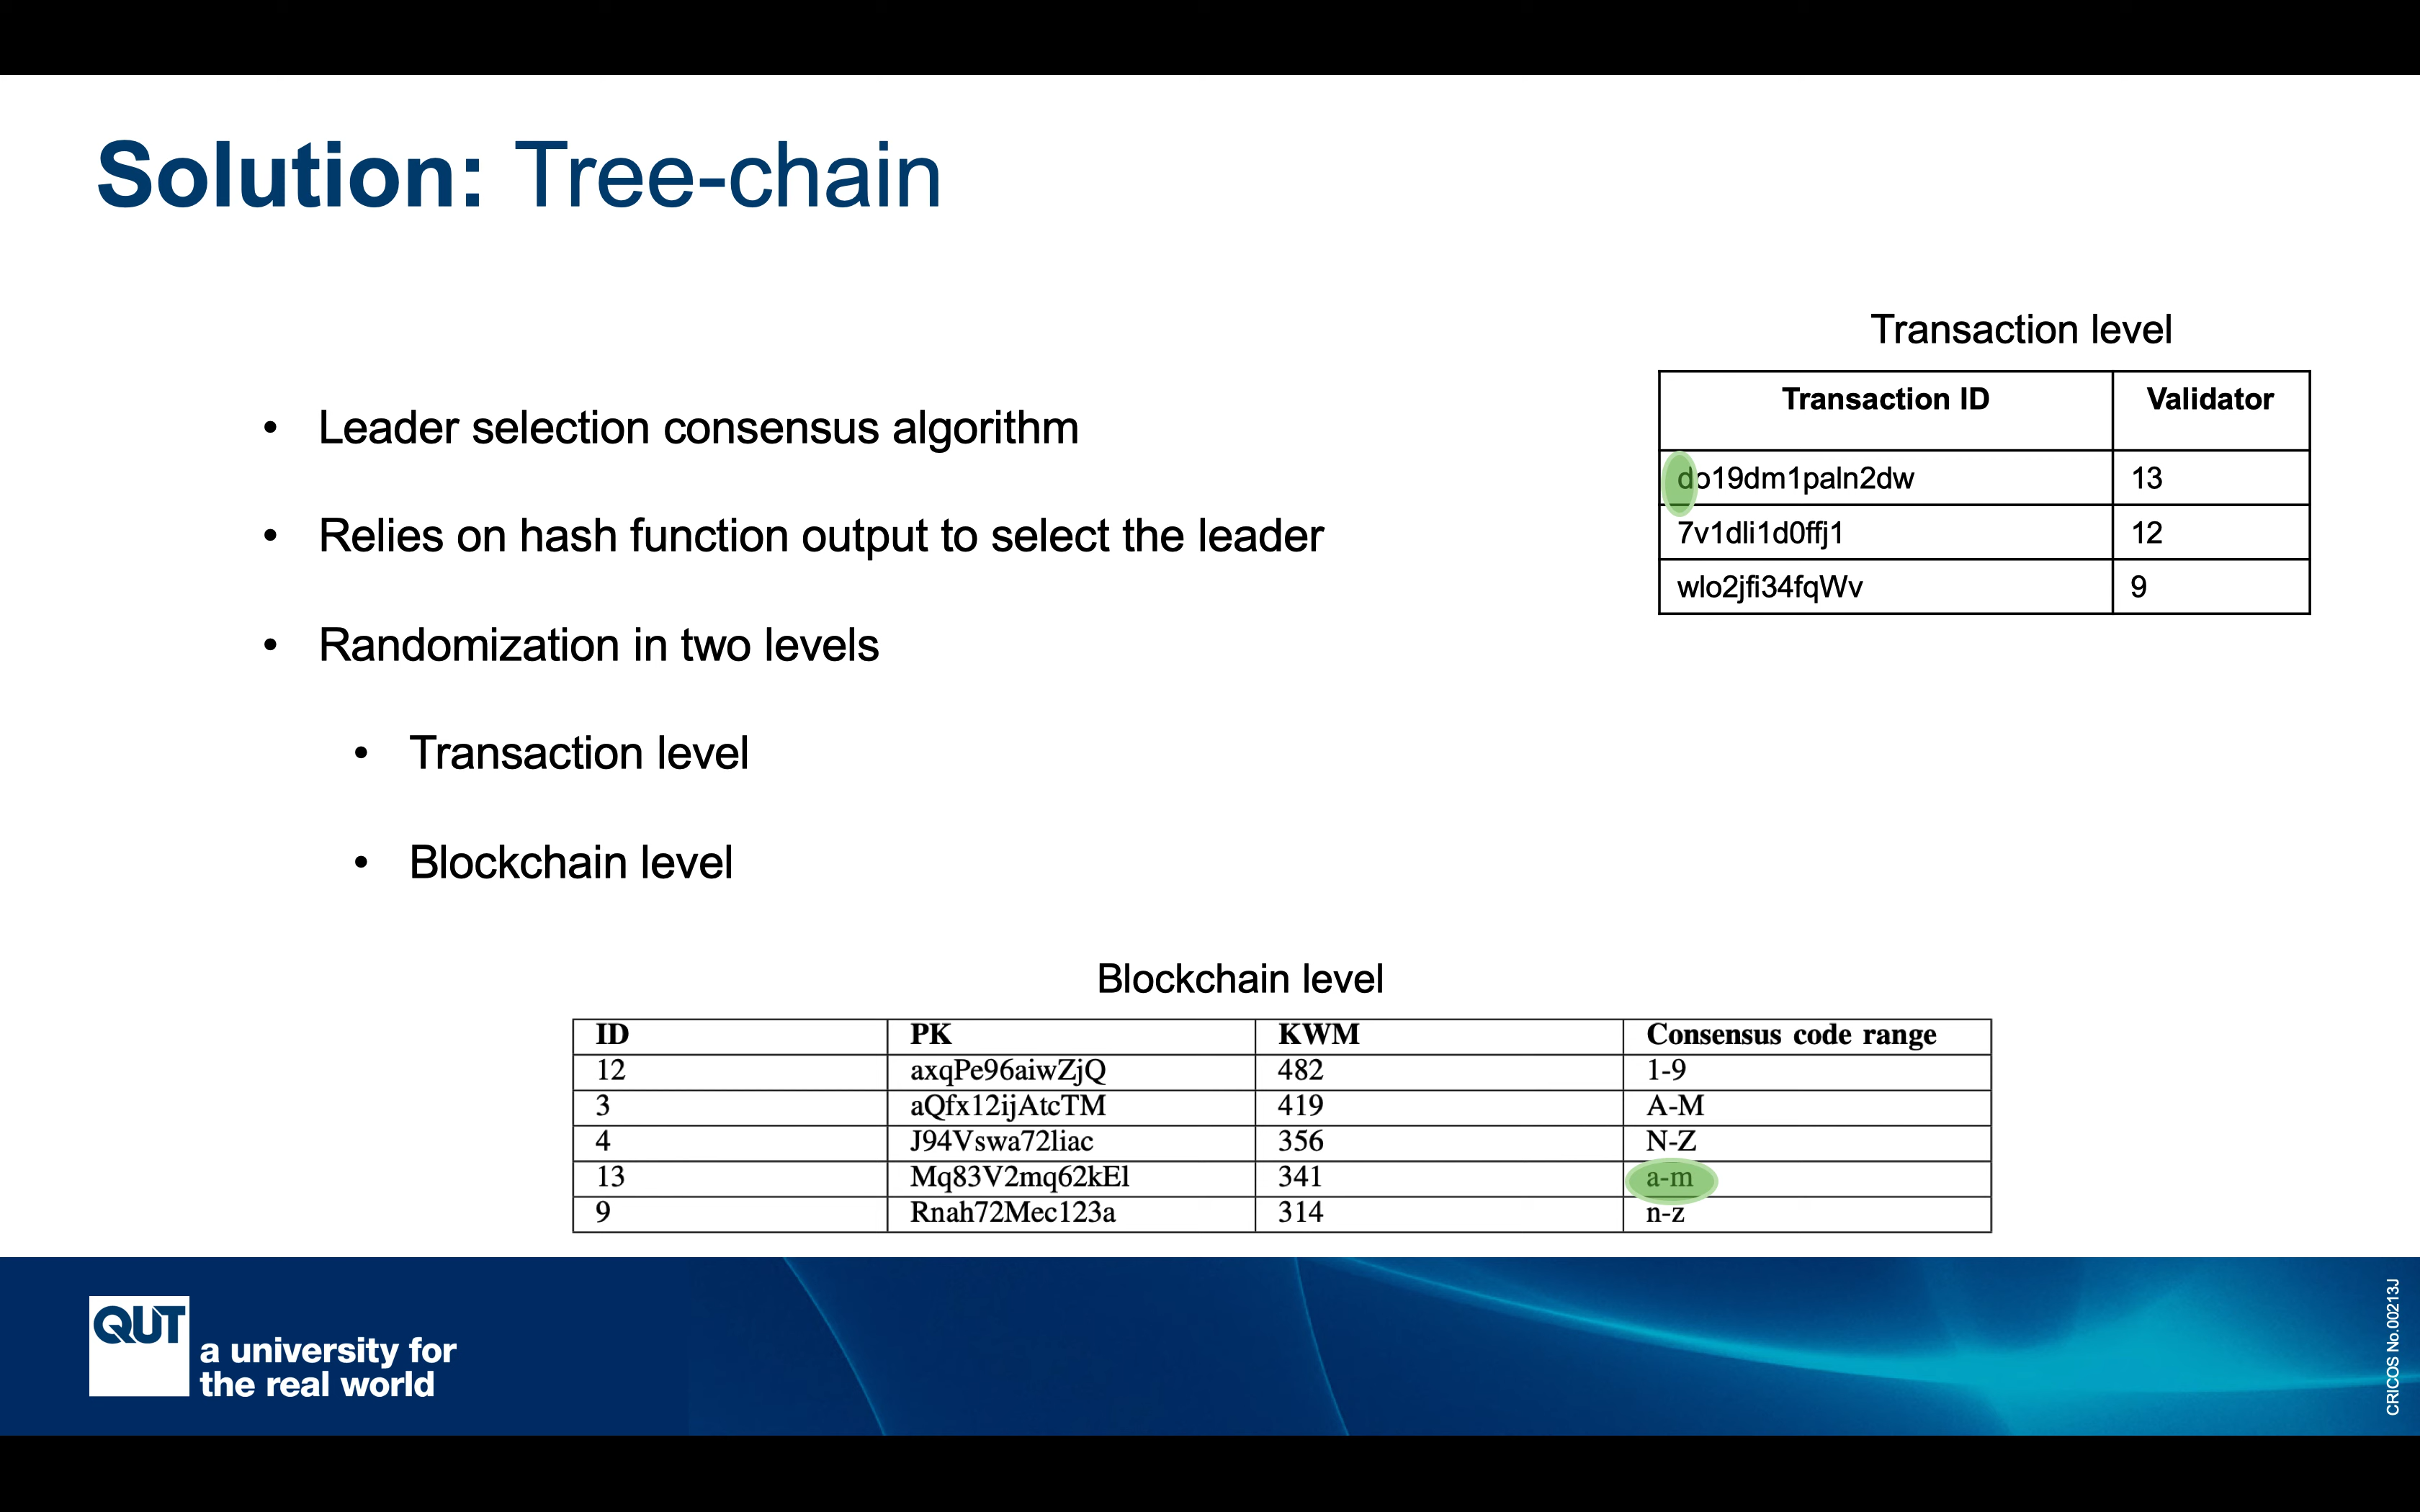 Solution: Tree-chain
• Leader selection consensus algorithm
• Relies on hash function output to select the leader
• Randomization in two levels
• Transaction level
• Blockchain level
Transaction level
Transaction ID Validator
do19dm1paln2dw 13
7v1dli1d0ffj1 12
wlo2jfi34fqWv 9
Blockchain level
ID PK KWM Consensus code range
12 axqPe96aiwZjQ 482 1-9
3 aQfx12ijAtcTM 419 A-M
4 J94Vswa72liac 356 N-Z
13 Mq83V2mq62kEl 341 a-m
9 Rnah72Mec123a 314 n-z
QUT
a university for
the real world
CRICOS No.00213J